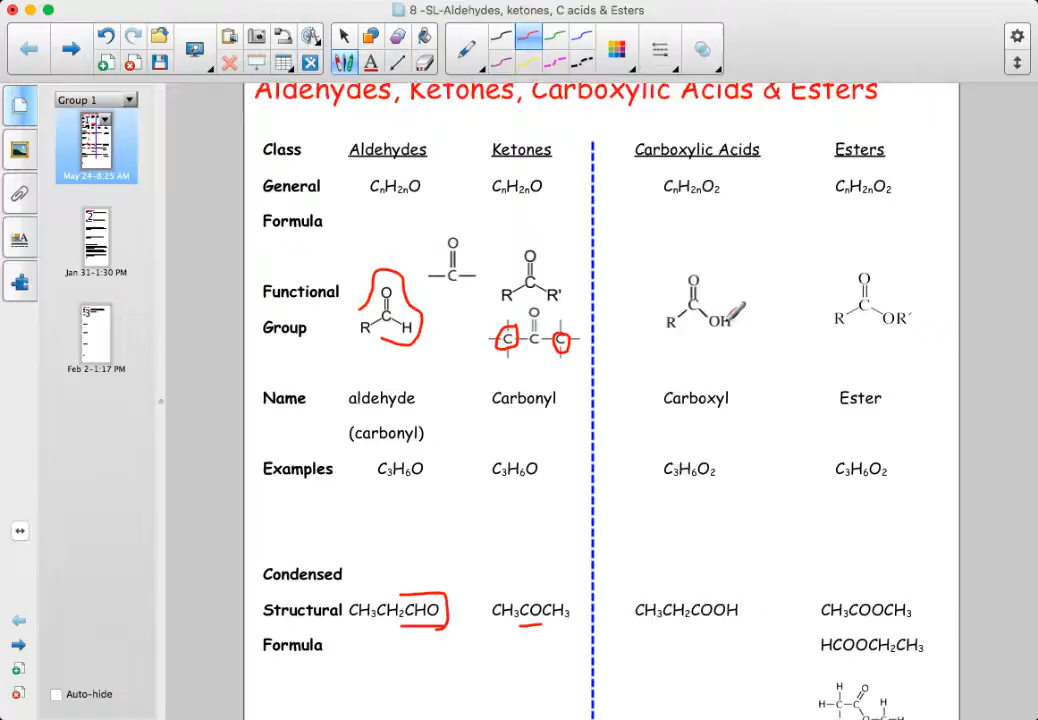 8 -SL-Aldehydes, ketones, C acids & Esters
Group 1
May 24-8:25 AM
2
Jan 31-1:30 PM
3
Feb 2-1:17 PM
Auto-hide
Aldehydes, Ketones, Carboxylic Acids & Esters
Class Aldehydes Ketones Carboxylic Acids Esters
General CₙH₂ₙO CₙH₂ₙO CₙH₂ₙO₂ CₙH₂ₙO₂
Formula
O
—C—
O
R C H
O
R C R'
O
C C C
O
R C OH
O
R C OR´
Functional
Group
Name aldehyde Carbonyl Carboxyl Ester
(carbonyl)
Examples C₃H₆O C₃H₆O C₃H₆O₂ C₃H₆O₂
Condensed
Structural CH₃CH₂CHO CH₃COCH₃ CH₃CH₂COOH CH₃COOCH₃
Formula HCOOCH₂CH₃
H O
H—C—C H
O—C—H